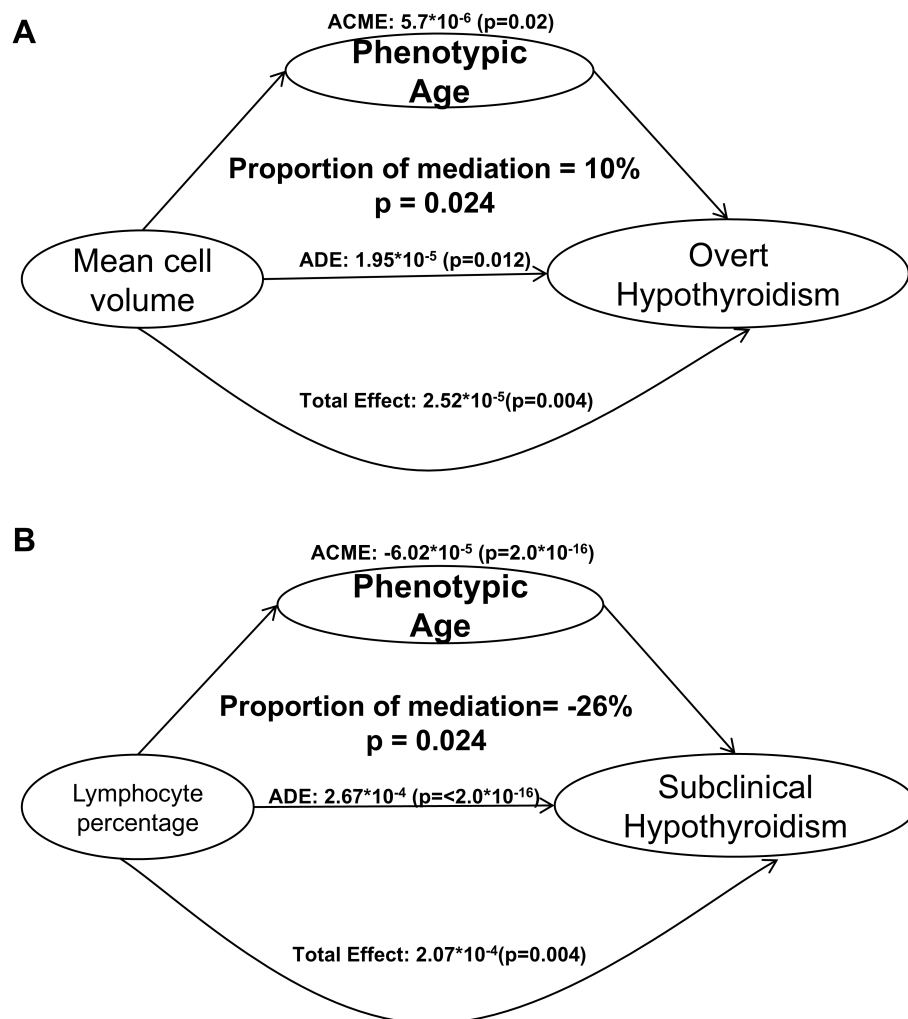 A
ACME: 5.7*10⁻⁶ (p=0.02)
Phenotypic
Age
Proportion of mediation = 10%
p = 0.024
Mean cell
volume
ADE: 1.95*10⁻⁵ (p=0.012)
Overt
Hypothyroidism
Total Effect: 2.52*10⁻⁵(p=0.004)
B
ACME: -6.02*10⁻⁵ (p=2.0*10⁻¹⁶)
Phenotypic
Age
Proportion of mediation= -26%
p = 0.024
Lymphocyte
percentage
ADE: 2.67*10⁻⁴ (p=<2.0*10⁻¹⁶)
Subclinical
Hypothyroidism
Total Effect: 2.07*10⁻⁴(p=0.004)